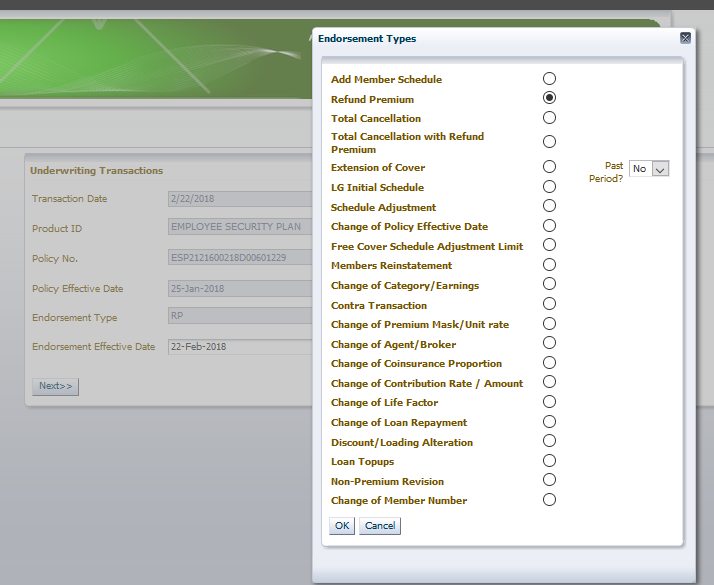 Endorsement Types
Add Member Schedule
Refund Premium
Total Cancellation
Total Cancellation with Refund
Premium
Extension of Cover
Past
Period?
No
LG Initial Schedule
Schedule Adjustment
Change of Policy Effective Date
Free Cover Schedule Adjustment Limit
Members Reinstatement
Change of Category/Earnings
Contra Transaction
Change of Premium Mask/Unit rate
Change of Agent/Broker
Change of Coinsurance Proportion
Change of Contribution Rate / Amount
Change of Life Factor
Change of Loan Repayment
Discount/Loading Alteration
Loan Topups
Non-Premium Revision
Change of Member Number
OK Cancel
Underwriting Transactions
Transaction Date 2/22/2018
Product ID EMPLOYEE SECURITY PLAN
Policy No. ESP2121600218D00601229
Policy Effective Date 25-Jan-2018
Endorsement Type RP
Endorsement Effective Date 22-Feb-2018
Next>>